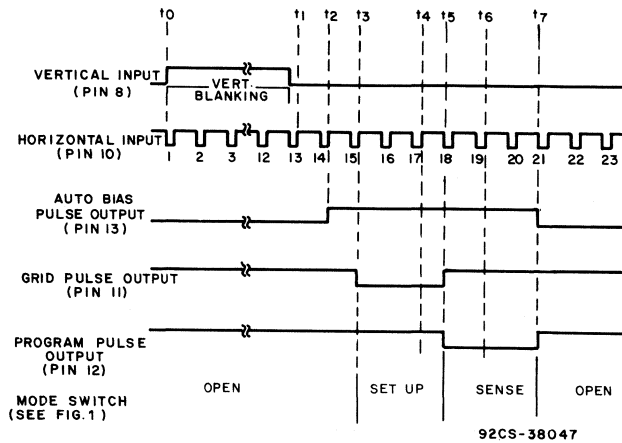 t0 t1 t2 t3 t4 t5 t6 t7
VERTICAL INPUT
(PIN 8)
VERT.
BLANKING
HORIZONTAL INPUT
(PIN 10)
1 2 3 12 13 14 15 16 17 18 19 20 21 22 23
AUTO BIAS
PULSE OUTPUT
(PIN 13)
GRID PULSE OUTPUT
(PIN 11)
PROGRAM PULSE
OUTPUT
(PIN 12)
MODE SWITCH
(SEE FIG.1)
OPEN SET UP SENSE OPEN
92CS-38047